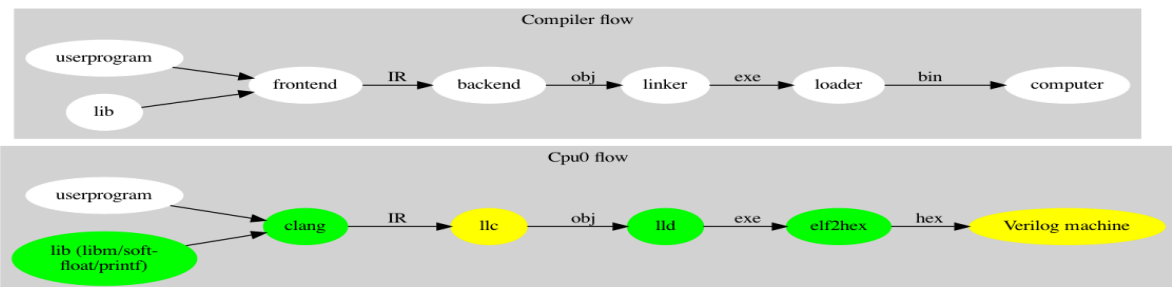 Compiler flow
userprogram
lib
frontend
IR
backend
obj
linker
exe
loader
bin
computer
Cpu0 flow
userprogram
lib (libm/soft-
float/printf)
clang
IR
llc
obj
lld
exe
elf2hex
hex
Verilog machine